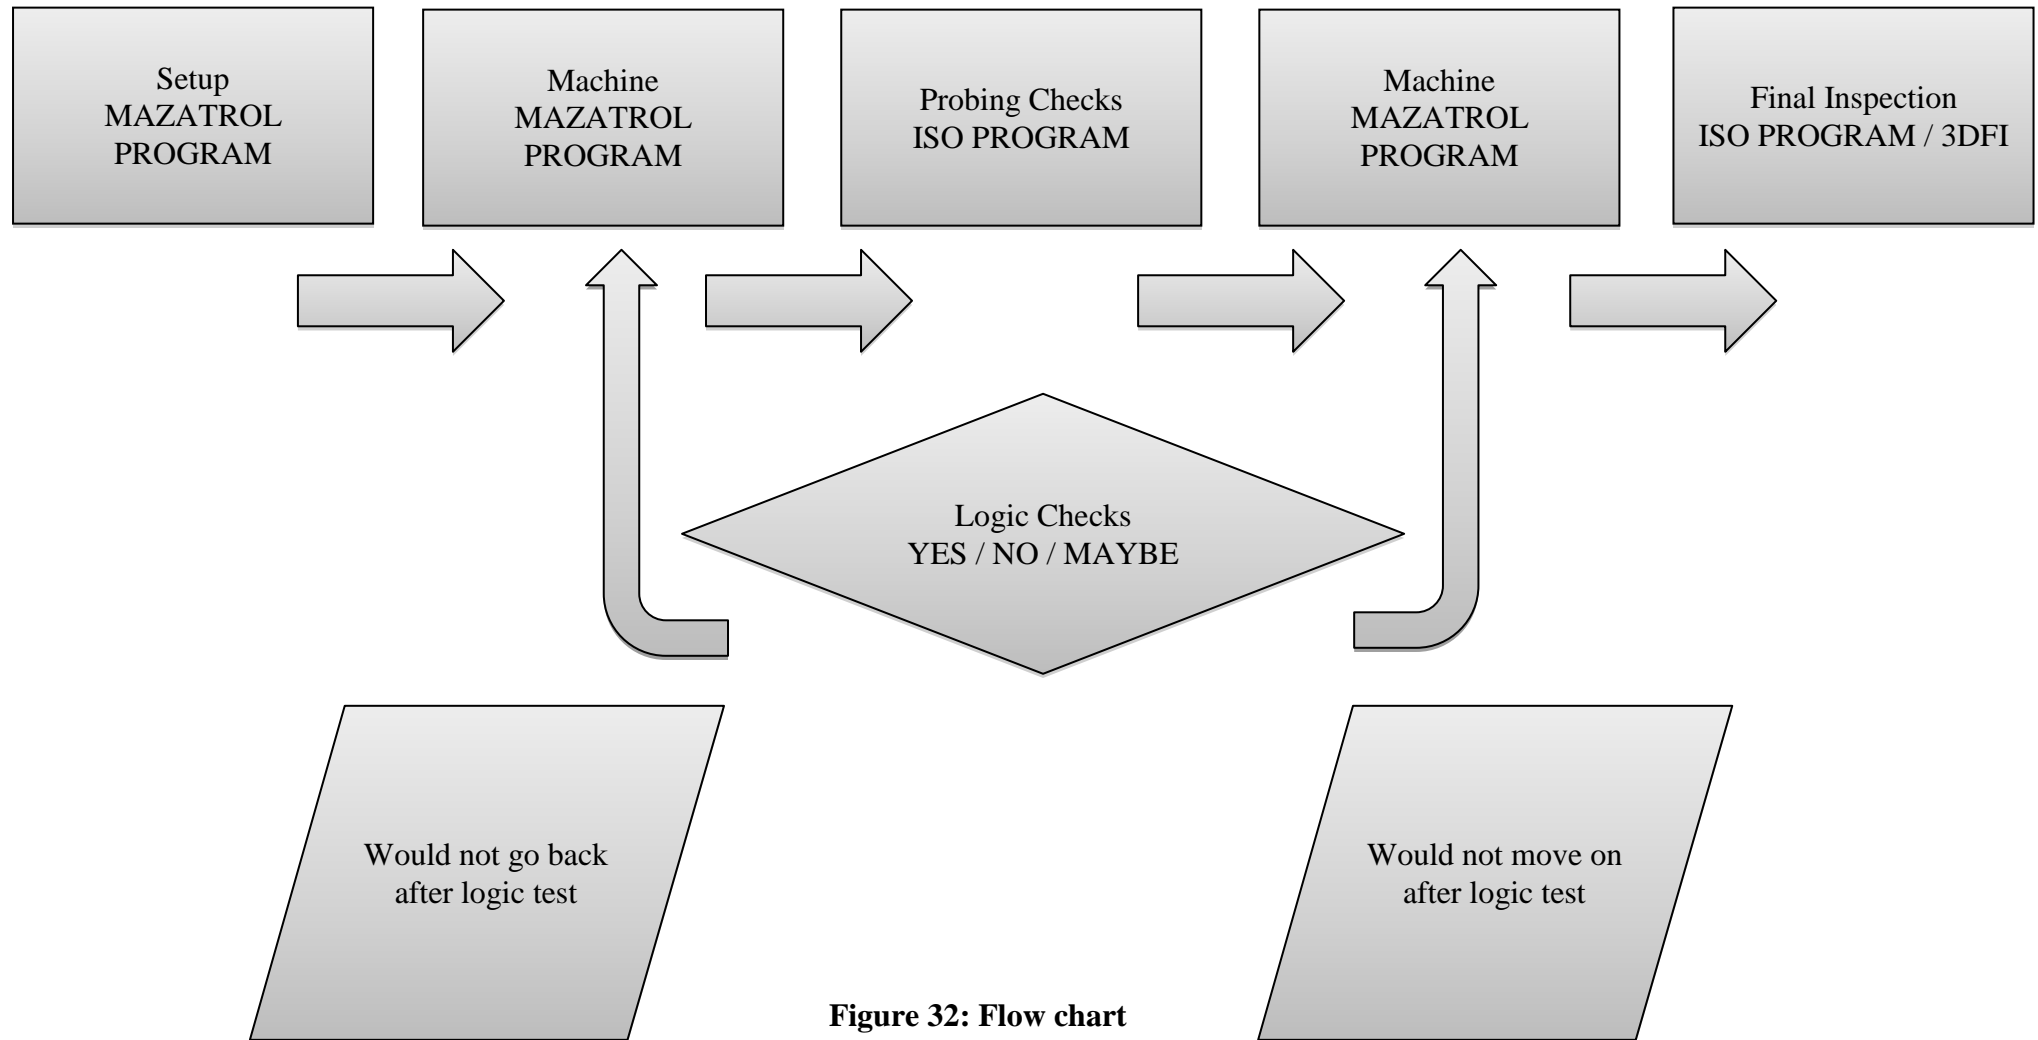 Setup
MAZATROL
PROGRAM
Machine
MAZATROL
PROGRAM
Probing Checks
ISO PROGRAM
Machine
MAZATROL
PROGRAM
Final Inspection
ISO PROGRAM / 3DFI
Logic Checks
YES / NO / MAYBE
Would not go back
after logic test
Would not move on
after logic test
Figure 32: Flow chart